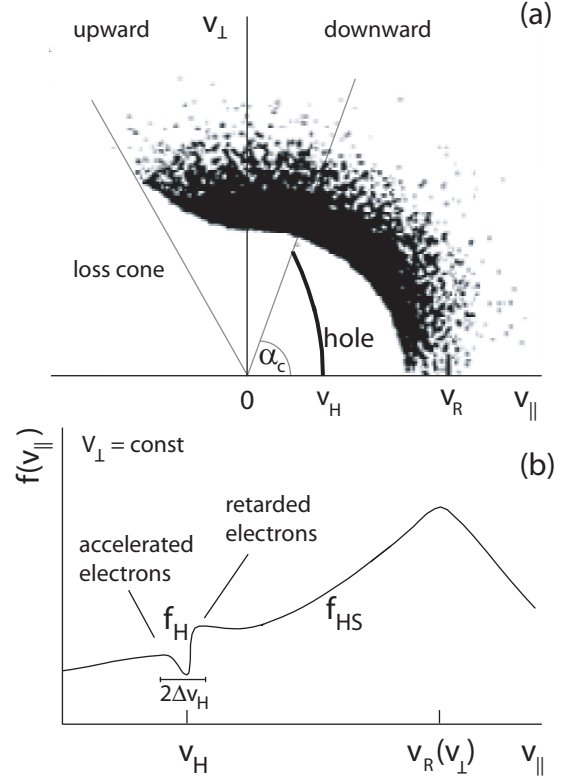 (a)
upward
v⊥
downward
loss cone
αc
hole
0
vH
vR
v||
(b)
f(v||)
V⊥ = const
retarded
electrons
accelerated
electrons
fH
fHS
2ΔvH
vH
vR(v⊥)
v||